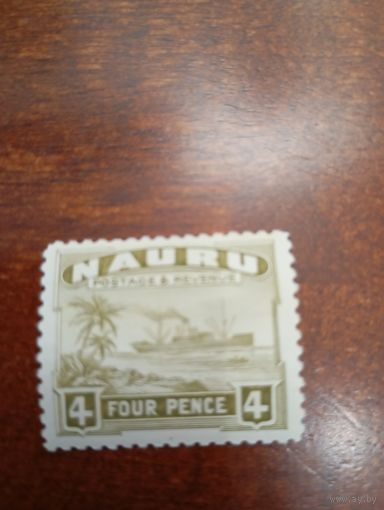 NAURU
POSTAGE & REVENUE
4 FOUR PENCE 4
www.ay.by